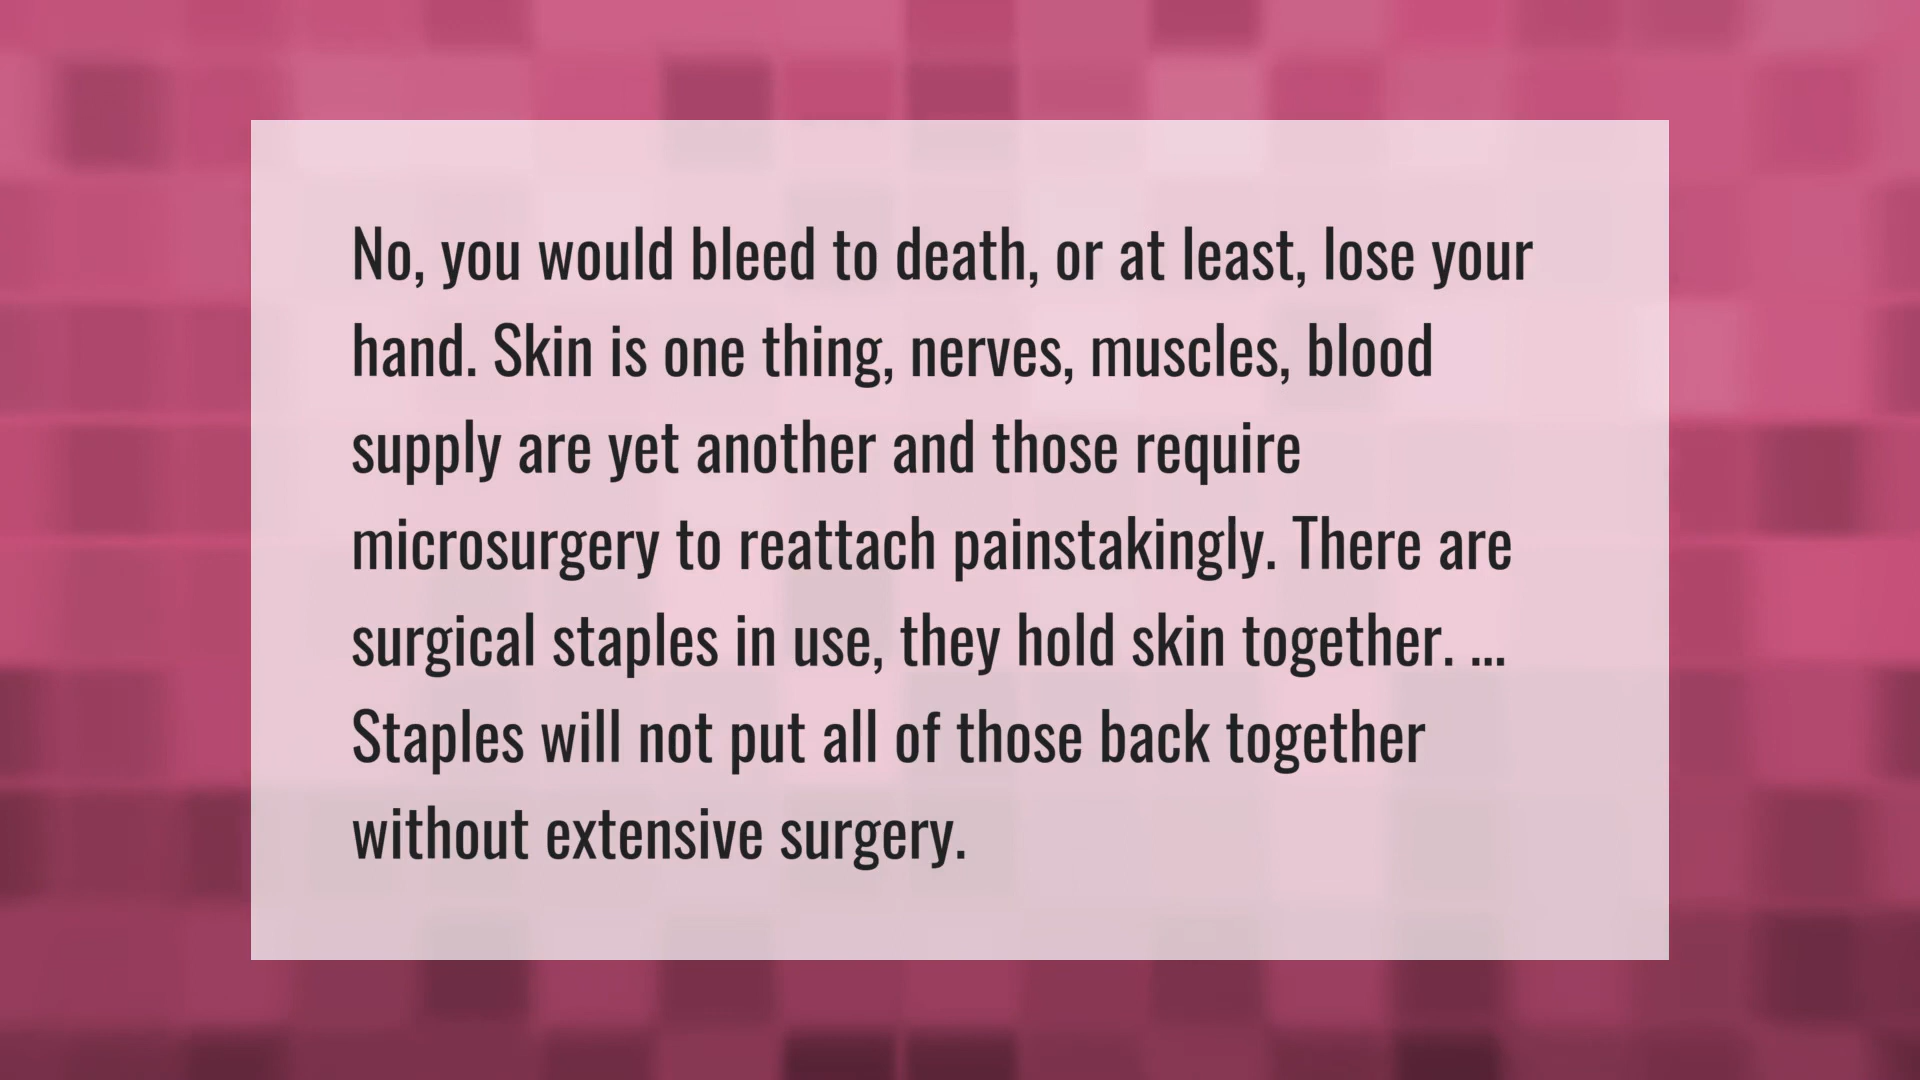 No, you would bleed to death, or at least, lose your
hand. Skin is one thing, nerves, muscles, blood
supply are yet another and those require
microsurgery to reattach painstakingly. There are
surgical staples in use, they hold skin together. ...
Staples will not put all of those back together
without extensive surgery.